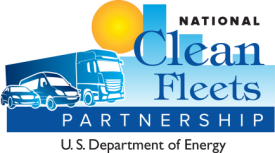 NATIONAL
Clean
Fleets
PARTNERSHIP
U. S. Department of Energy